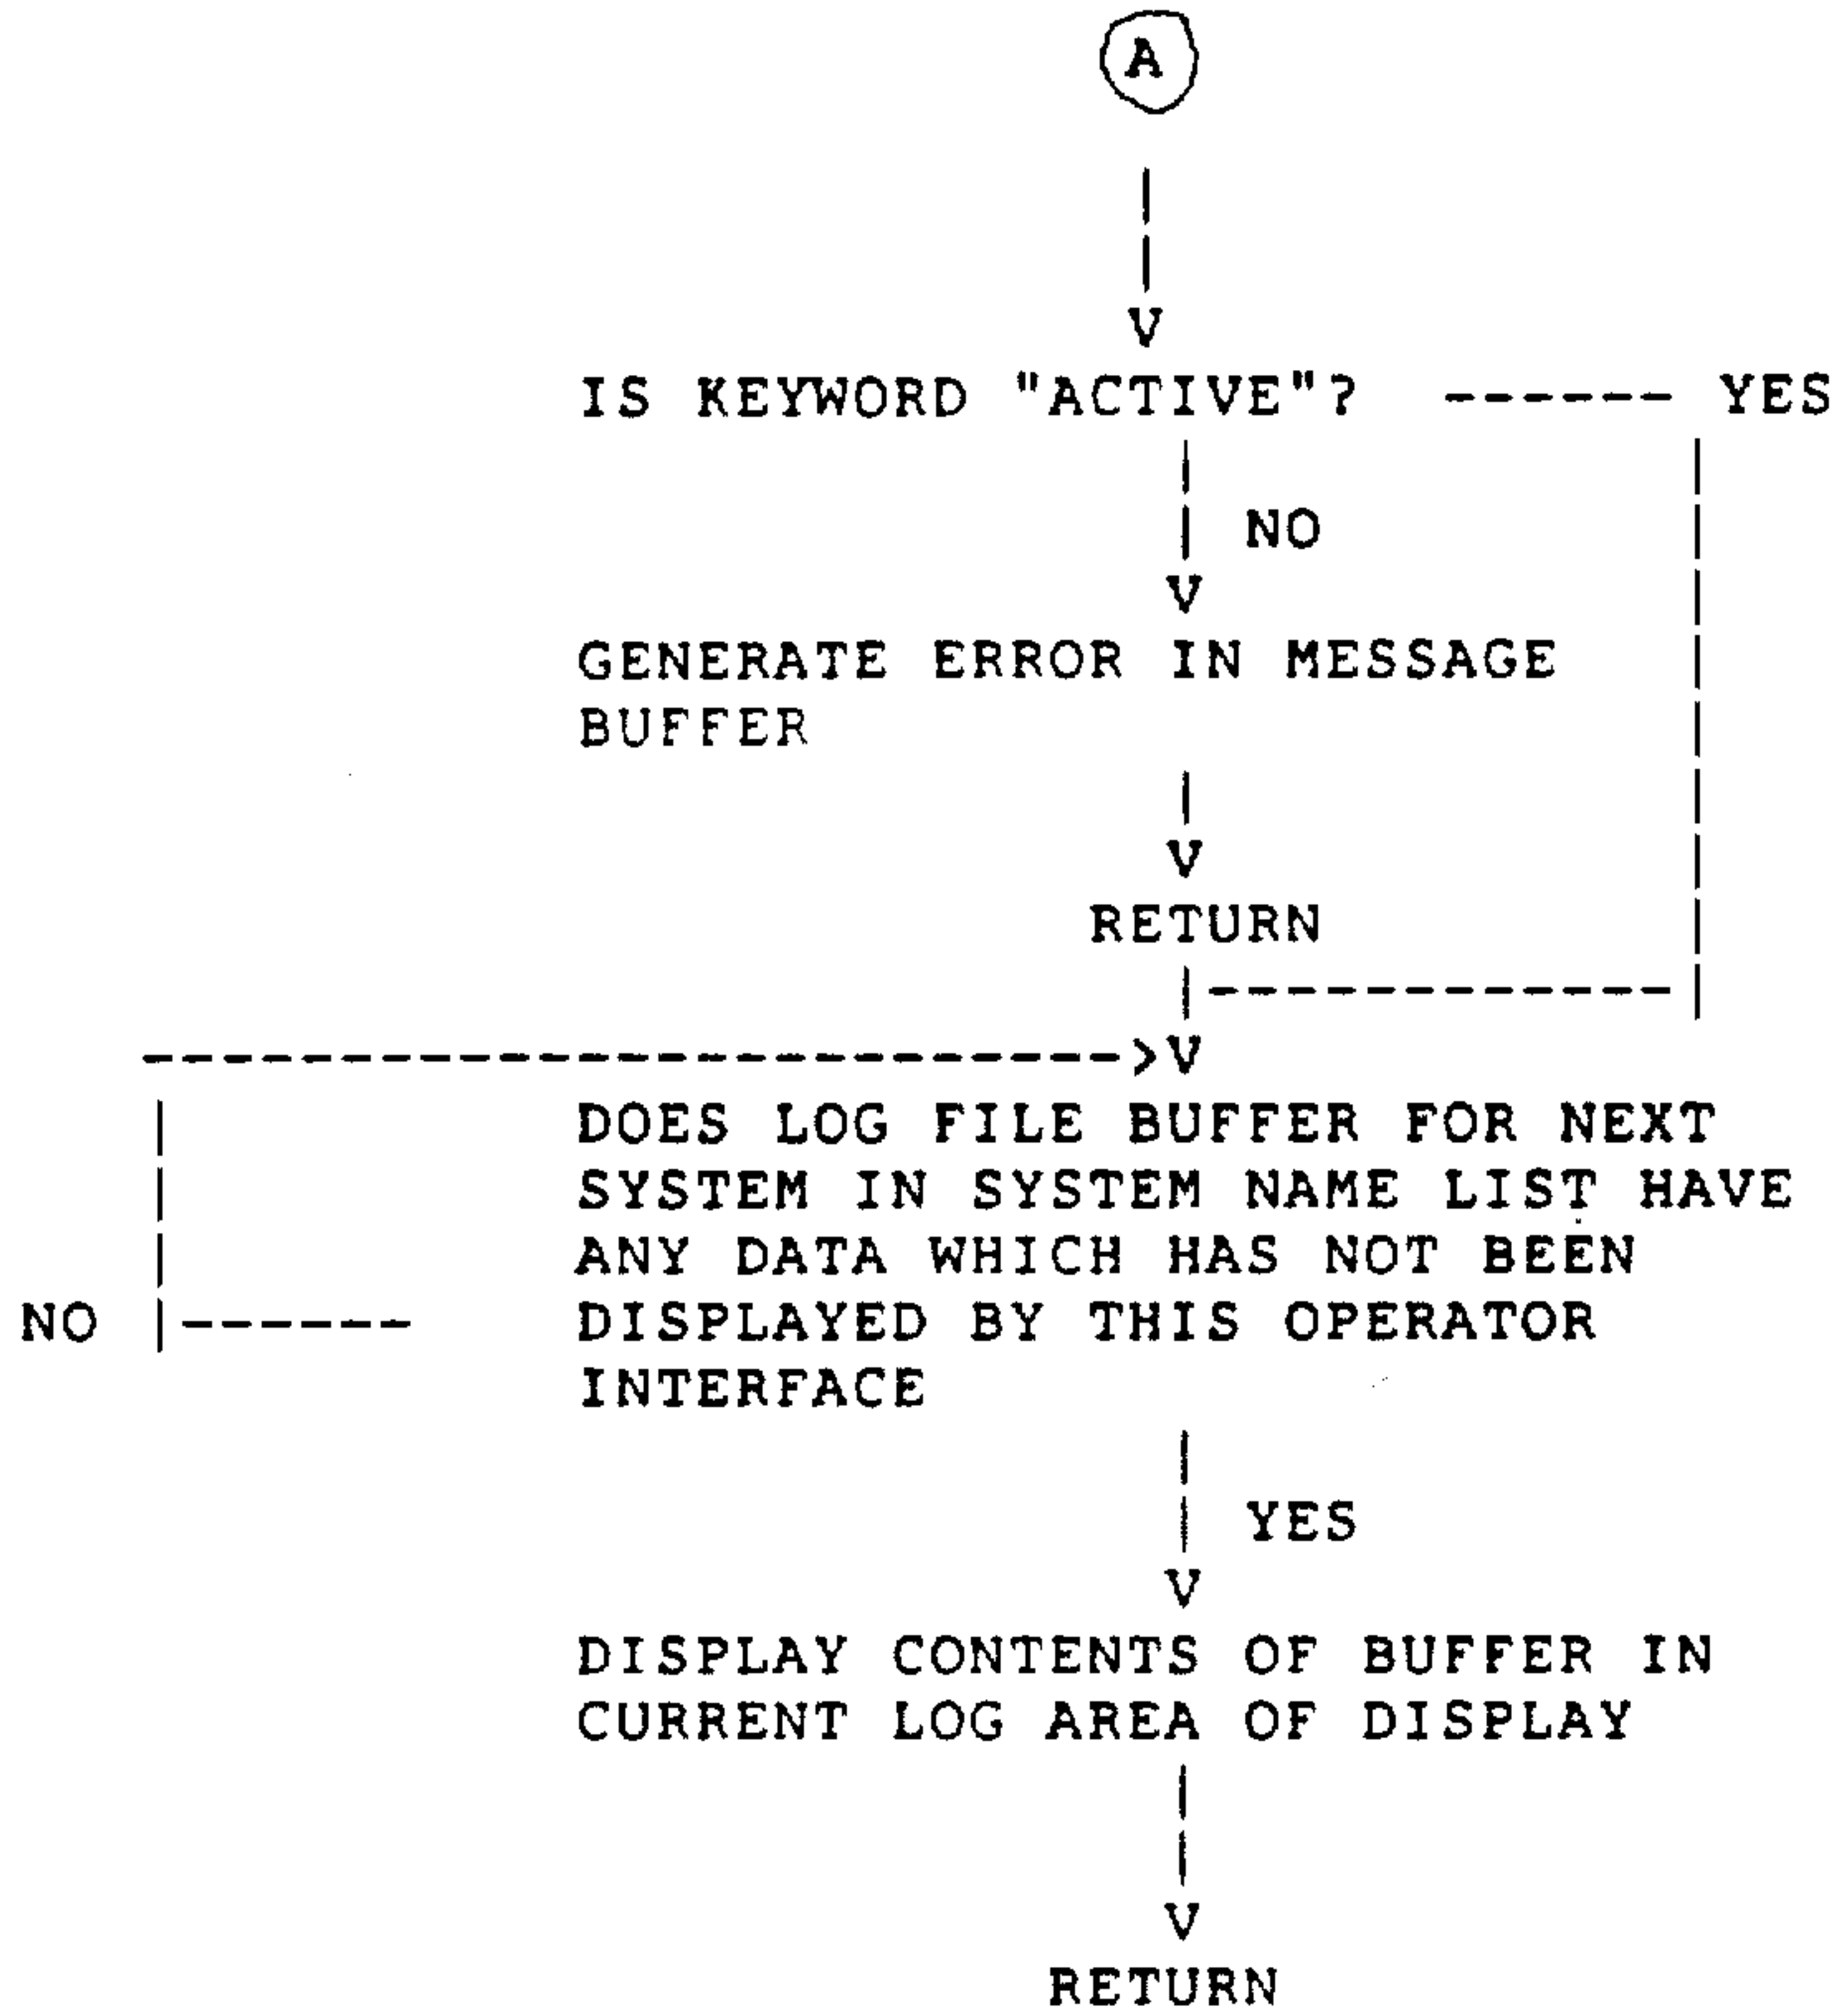 A
IS KEYWORD "ACTIVE"? ------ YES
NO
V
GENERATE ERROR IN MESSAGE
BUFFER
V
RETURN
>V
DOES LOG FILE BUFFER FOR NEXT
SYSTEM IN SYSTEM NAME LIST HAVE
ANY DATA WHICH HAS NOT BEEN
NO DISPLAYED BY THIS OPERATOR
INTERFACE
YES
V
DISPLAY CONTENTS OF BUFFER IN
CURRENT LOG AREA OF DISPLAY
V
RETURN